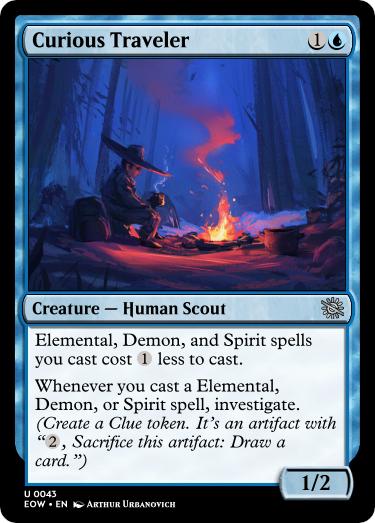 Curious Traveler 1
Creature — Human Scout
Elemental, Demon, and Spirit spells
you cast cost 1 less to cast.
Whenever you cast a Elemental,
Demon, or Spirit spell, investigate.
(Create a Clue token. It's an artifact with
“2, Sacrifice this artifact: Draw a
card.”)
1/2
U 0043
EOW • EN Arthur Urbanovich